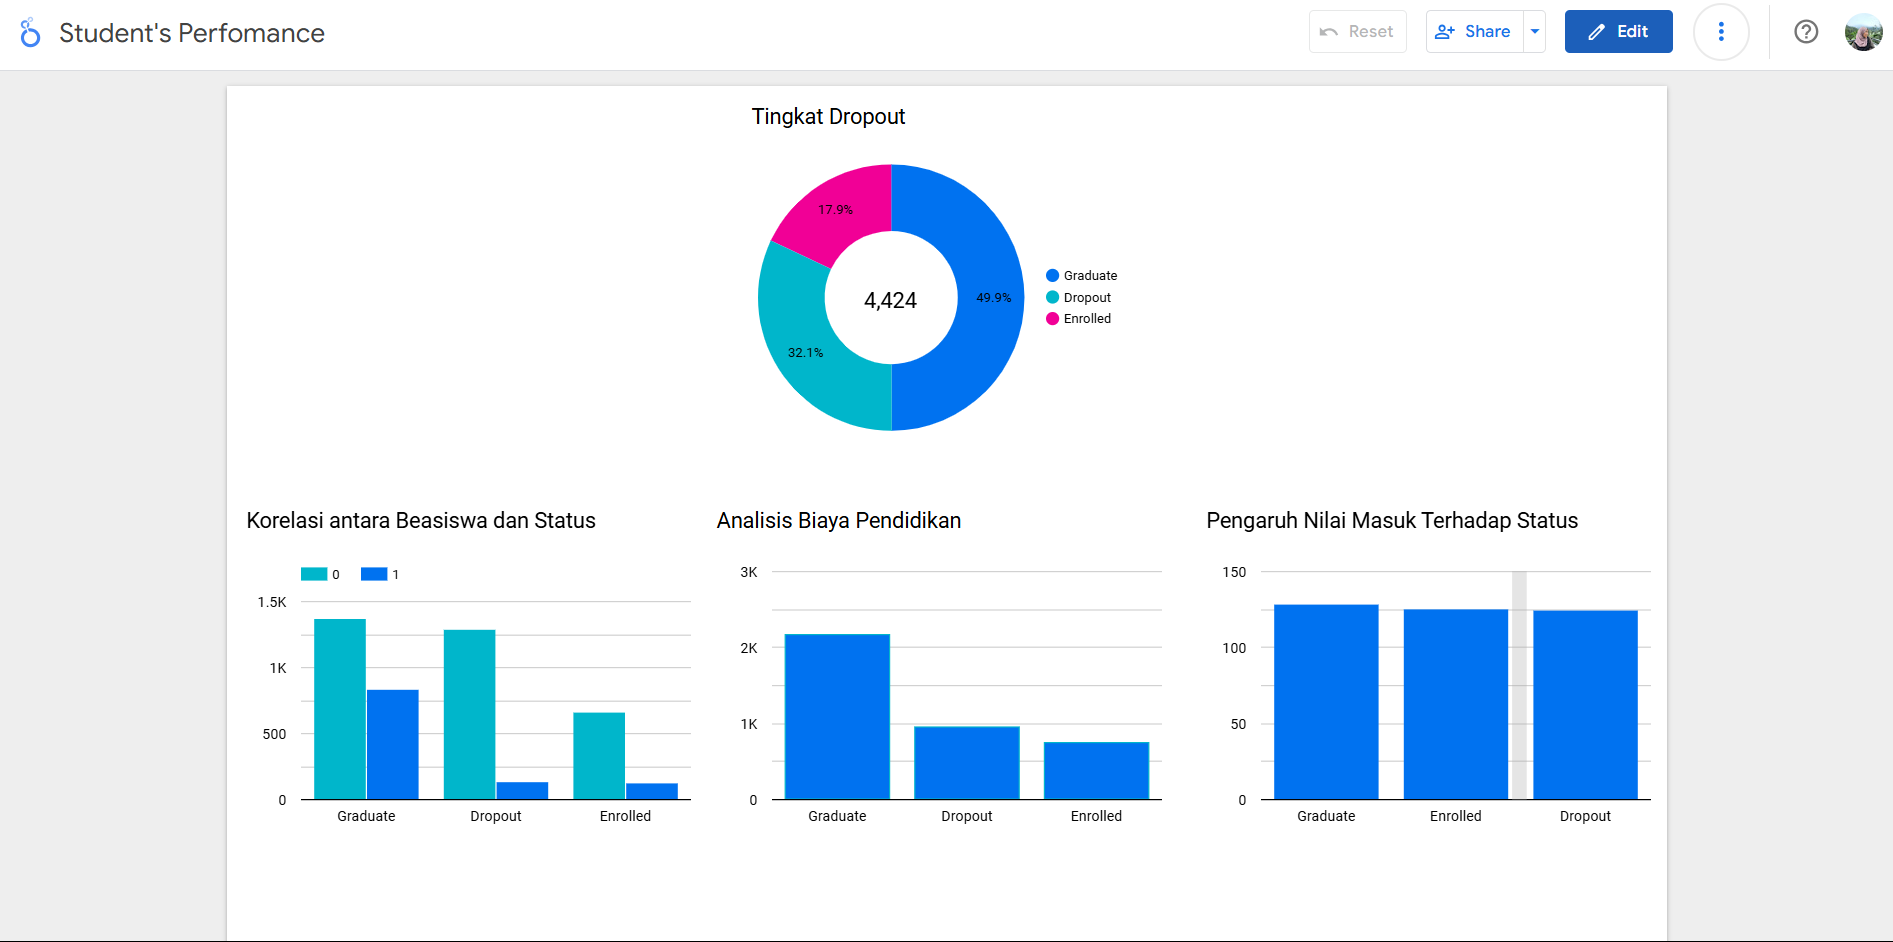 Student's Perfomance
Reset
Share
Edit
Tingkat Dropout
17.9%
49.9%
32.1%
4,424
Graduate
Dropout
Enrolled
Korelasi antara Beasiswa dan Status
0 1
1.5K
1K
500
0
Graduate Dropout Enrolled
Analisis Biaya Pendidikan
3K
2K
1K
0
Graduate Dropout Enrolled
Pengaruh Nilai Masuk Terhadap Status
150
100
50
0
Graduate Enrolled Dropout